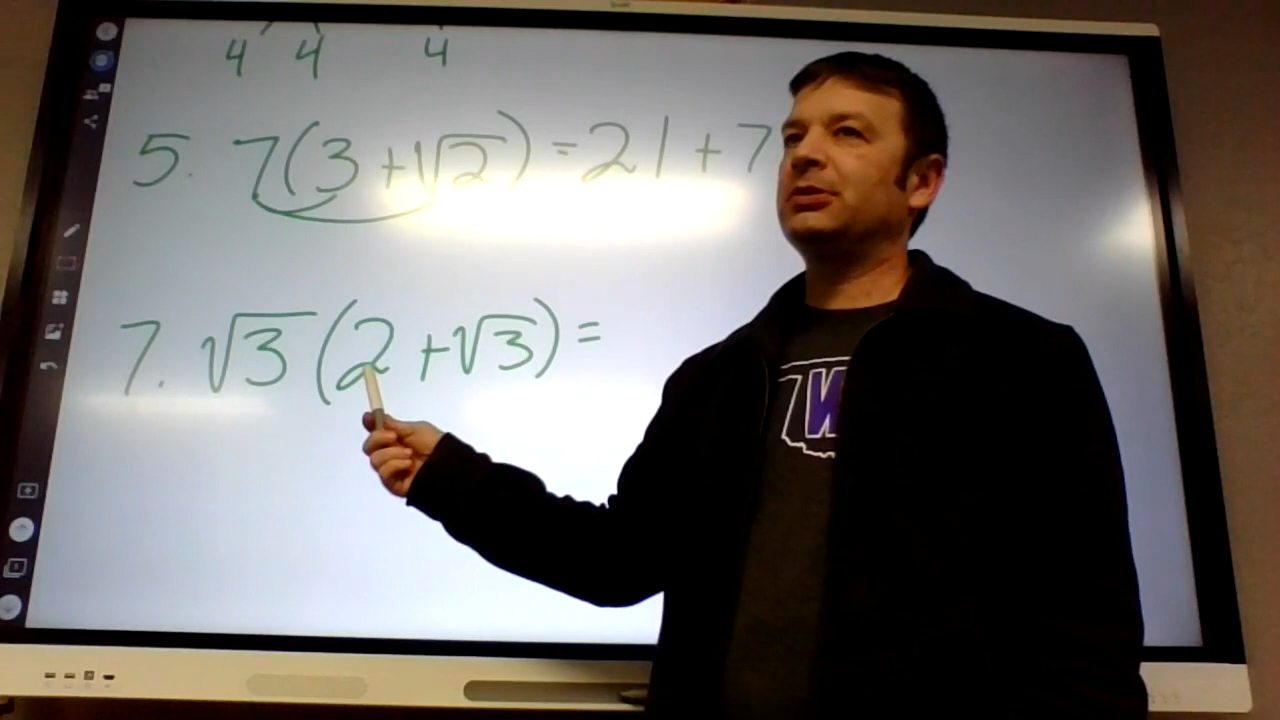 4 4 4
5. 7(3+√2)=21+7
7. √3(2+√3)=
W